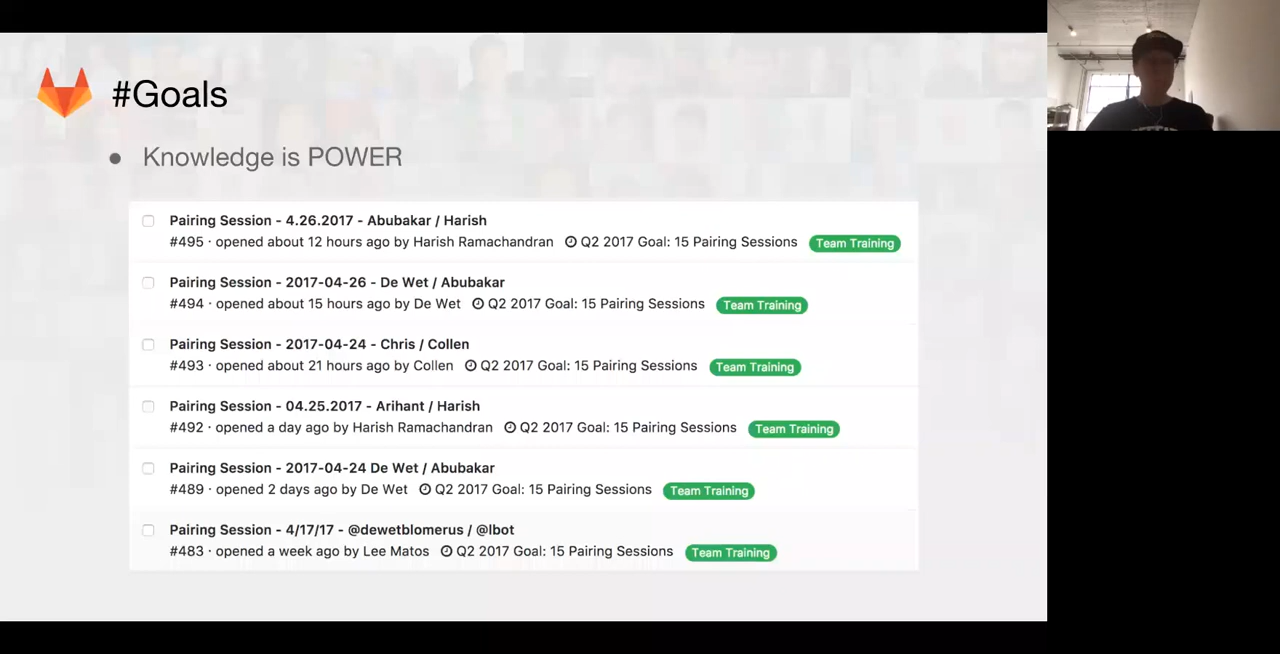 #Goals
● Knowledge is POWER
Pairing Session - 4.26.2017 - Abubakar / Harish
#495 · opened about 12 hours ago by Harish Ramachandran Q2 2017 Goal: 15 Pairing Sessions Team Training
Pairing Session - 2017-04-26 - De Wet / Abubakar
#494 · opened about 15 hours ago by De Wet Q2 2017 Goal: 15 Pairing Sessions Team Training
Pairing Session - 2017-04-24 - Chris / Collen
#493 · opened about 21 hours ago by Collen Q2 2017 Goal: 15 Pairing Sessions Team Training
Pairing Session - 04.25.2017 - Arihant / Harish
#492 · opened a day ago by Harish Ramachandran Q2 2017 Goal: 15 Pairing Sessions Team Training
Pairing Session - 2017-04-24 De Wet / Abubakar
#489 · opened 2 days ago by De Wet Q2 2017 Goal: 15 Pairing Sessions Team Training
Pairing Session - 4/17/17 - @dewetblomerus / @lbot
#483 · opened a week ago by Lee Matos Q2 2017 Goal: 15 Pairing Sessions Team Training